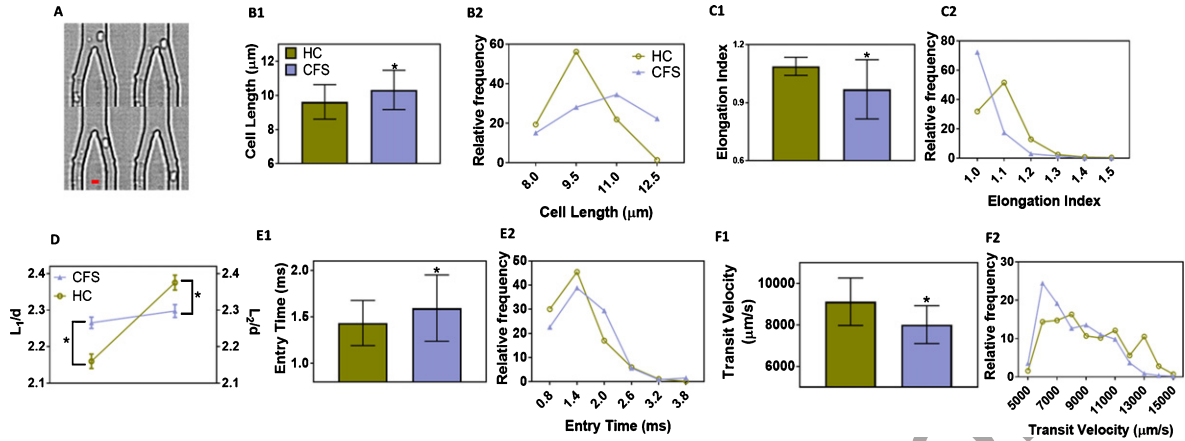 A
B1
Cell Length (µm)
12
10
8
6
HC
CFS
*
B2
Relative frequency
60
40
20
0
HC
CFS
8.0
9.5
11.0
12.5
Cell Length (µm)
C1
Elongation Index
1.2
0.9
0.6
*
C2
Relative frequency
80
60
40
20
0
1.0
1.1
1.2
1.3
1.4
1.5
Elongation Index
D
L1/d
2.4
2.3
2.2
2.1
CFS
HC
*
*
2.4
2.3
2.2
2.1
L2/d
E1
Entry Time (ms)
2.0
1.5
1.0
*
E2
Relative frequency
50
40
30
20
10
0
0.8
1.4
2.0
2.6
3.2
3.8
Entry Time (ms)
F1
Transit Velocity
(µm/s)
10000
8000
6000
*
F2
Relative frequency
30
20
10
0
5000
7000
9000
11000
13000
15000
Transit Velocity (µm/s)